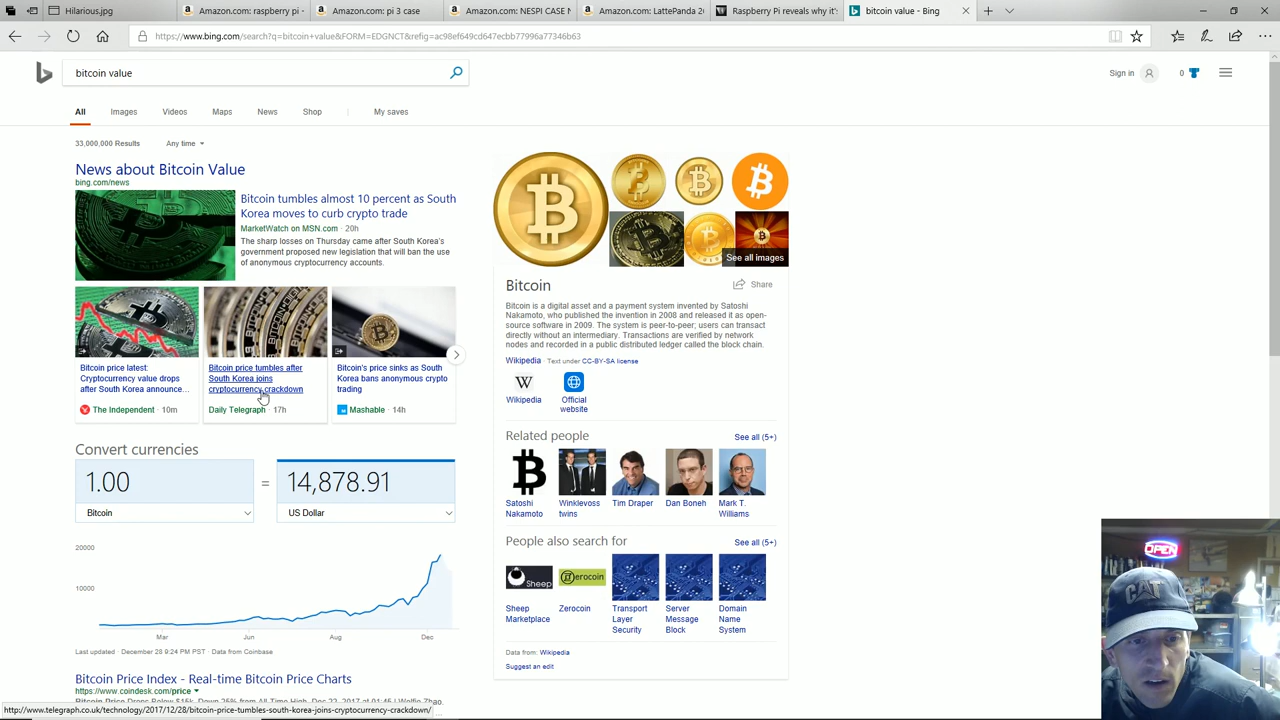 Hilarious.jpg
Amazon.com: raspberry pi -
Amazon.com: pi 3 case
Amazon.com: NESPI CASE N
Amazon.com: LattePanda 2
Raspberry Pi reveals why it's
bitcoin value - Bing
https://www.bing.com/search?q=bitcoin+value&FORM=EDGNCT&refig=ac98ef649cd647ecbb77996a77346b63
bitcoin value
Sign in
0
All
Images
Videos
Maps
News
Shop
My saves
33,000,000 Results
Any time
News about Bitcoin Value
bing.com/news
Bitcoin tumbles almost 10 percent as South
Korea moves to curb crypto trade
MarketWatch on MSN.com · 20h
The sharp losses on Thursday came after South Korea's
government proposed new legislation that will ban the use
of anonymous cryptocurrency accounts.
Bitcoin price latest:
Cryptocurrency value drops
after South Korea announce...
The Independent · 10m
Bitcoin price tumbles after
South Korea joins
cryptocurrency crackdown
Daily Telegraph · 17h
Bitcoin's price sinks as South
Korea bans anonymous crypto
trading
Mashable · 14h
Convert currencies
1.00
=
14,878.91
Bitcoin
US Dollar
20000
10000
Mar
Jun
Aug
Dec
Last updated · December 28 9:24 PM PST · Data from Coinbase
Bitcoin Price Index - Real-time Bitcoin Price Charts
https://www.coindesk.com/price
http://www.telegraph.co.uk/technology/2017/12/28/bitcoin-price-tumbles-south-korea-joins-cryptocurrency-crackdown/
See all images
Bitcoin
Share
Bitcoin is a digital asset and a payment system invented by Satoshi
Nakamoto, who published the invention in 2008 and released it as open-
source software in 2009. The system is peer-to-peer; users can transact
directly without an intermediary. Transactions are verified by network
nodes and recorded in a public distributed ledger called the block chain.
Wikipedia Text under CC-BY-SA license
W
Wikipedia
Official
website
Related people
See all (5+)
Satoshi
Nakamoto
Winklevoss
twins
Tim Draper
Dan Boneh
Mark T.
Williams
People also search for
See all (5+)
Sheep
zerocoin
Sheep
Marketplace
Zerocoin
Transport
Layer
Security
Server
Message
Block
Domain
Name
System
Data from: Wikipedia
Suggest an edit
OPEN
CAT